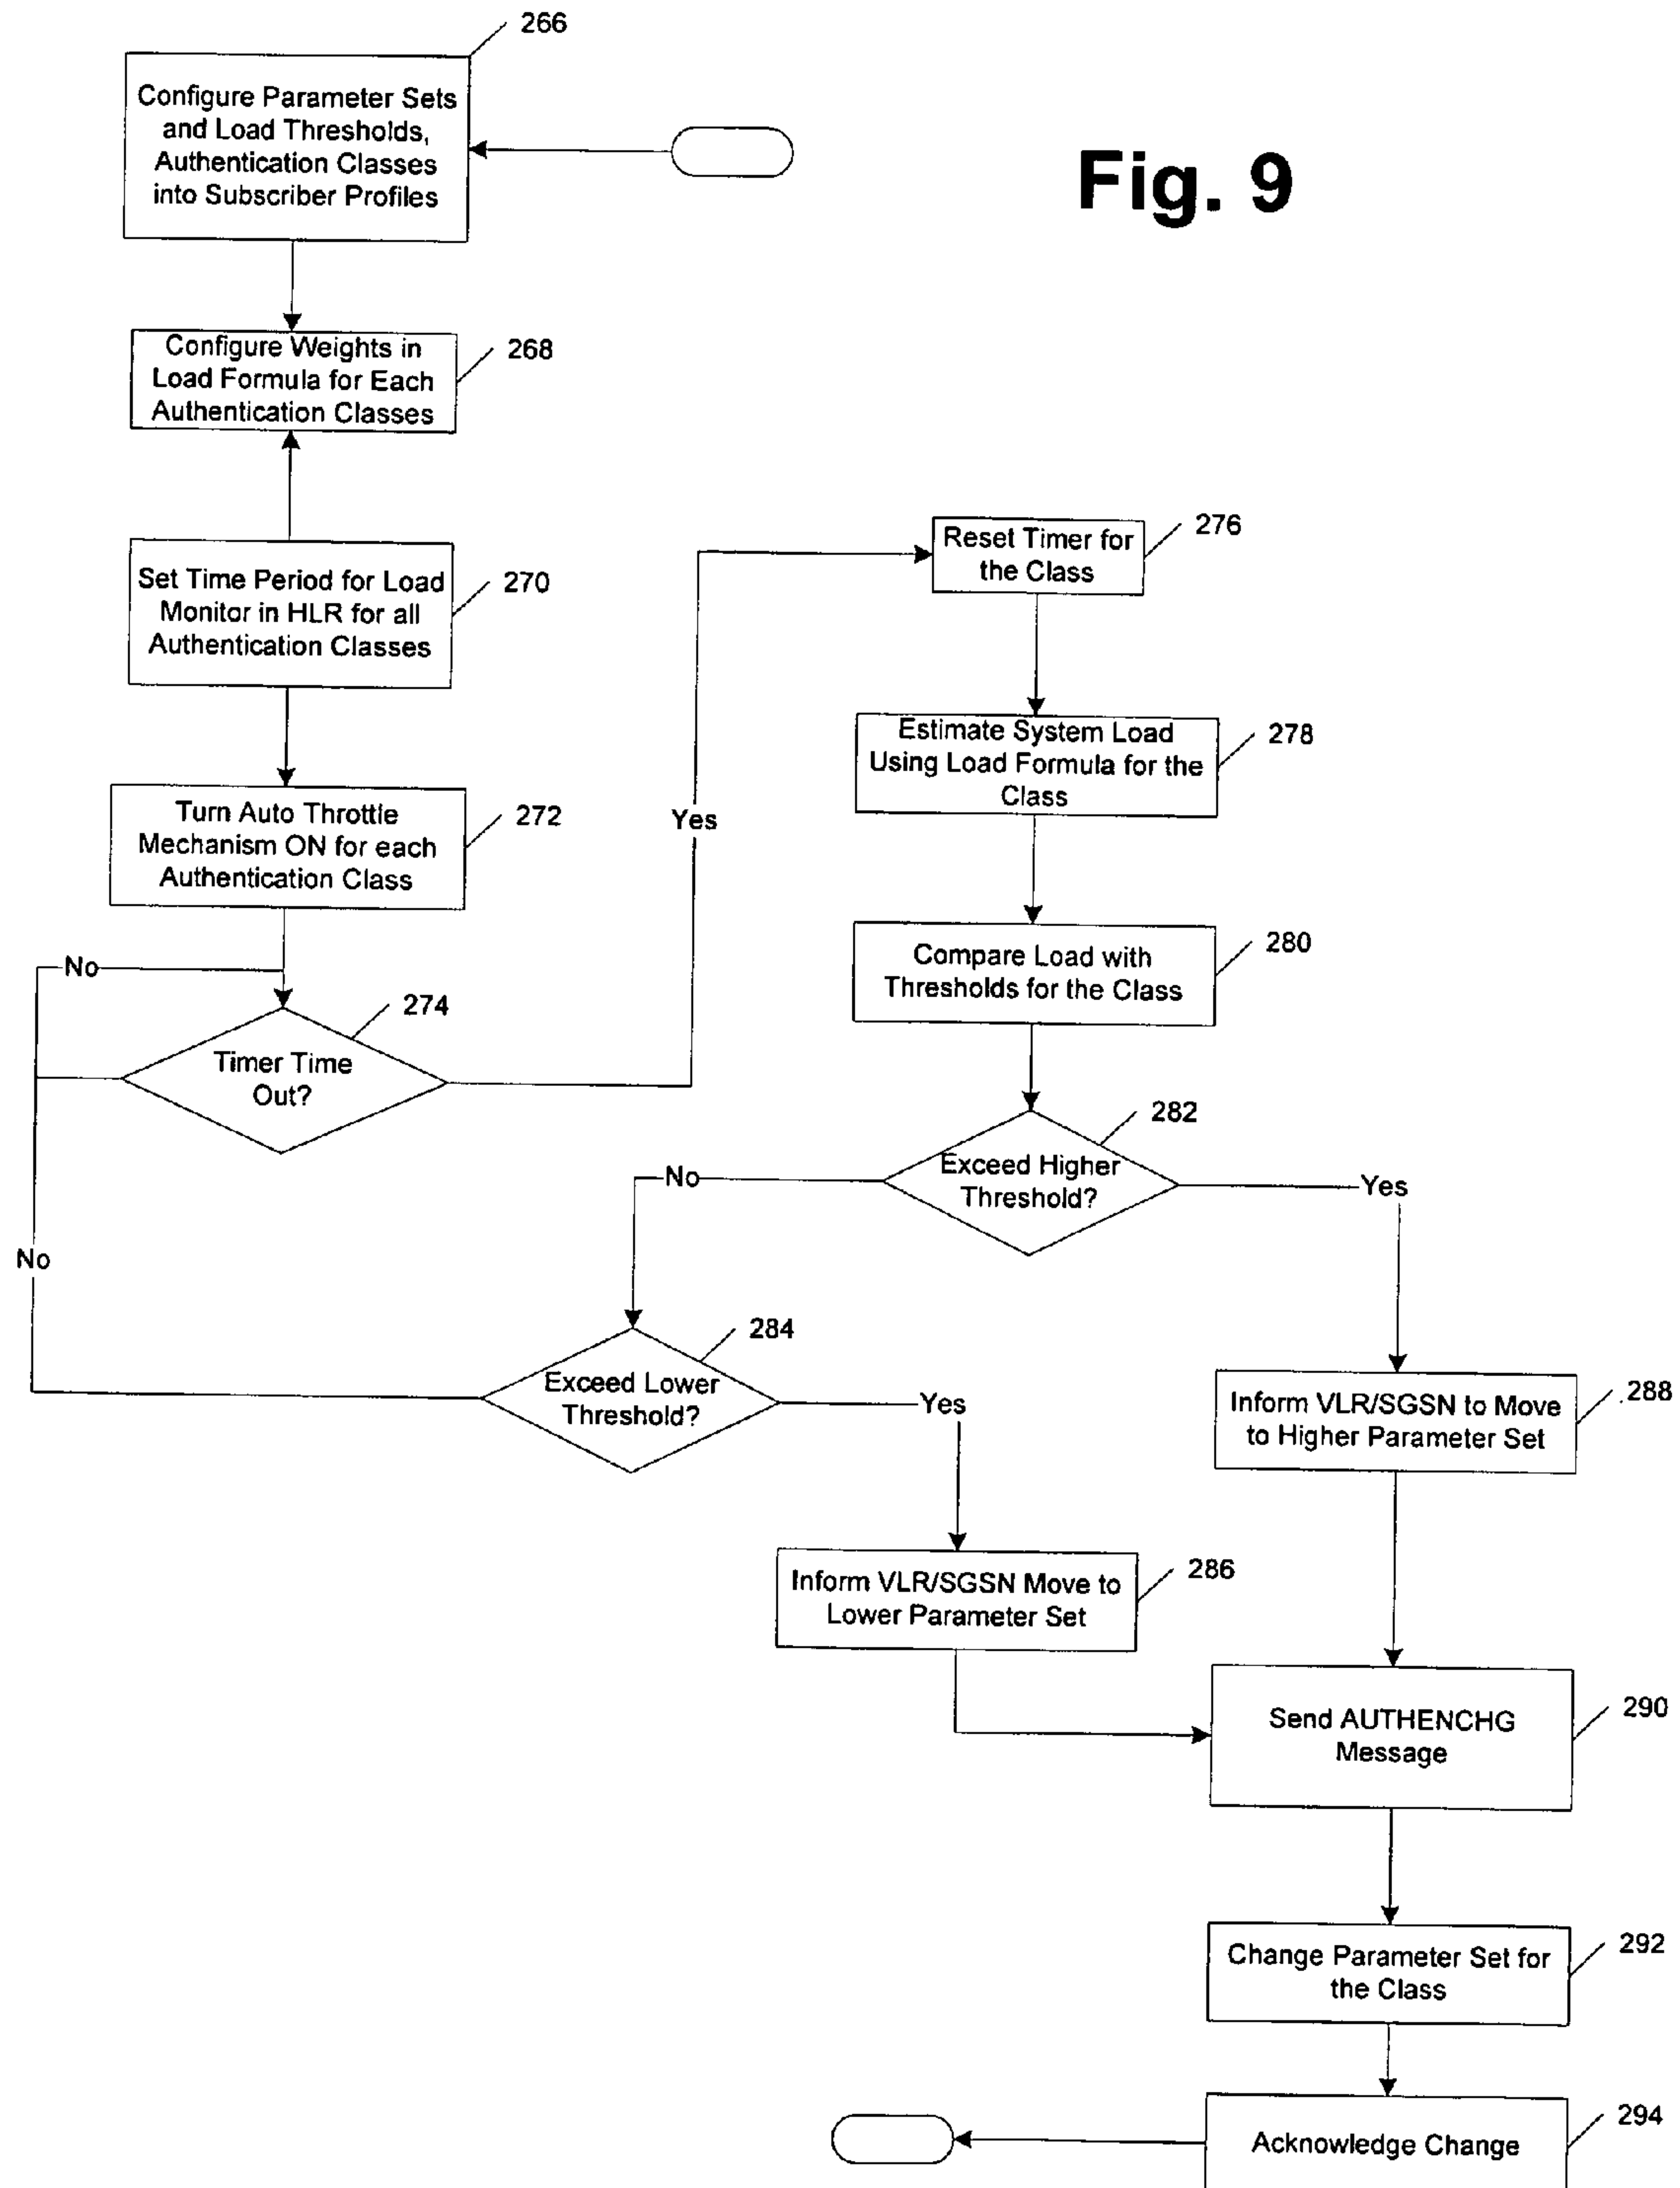 266
Configure Parameter Sets
and Load Thresholds,
Authentication Classes
into Subscriber Profiles
Fig. 9
Configure Weights in
Load Formula for Each
Authentication Classes
268
Set Time Period for Load
Monitor in HLR for all
Authentication Classes
270
Turn Auto Throttle
Mechanism ON for each
Authentication Class
272
No
274
Timer Time
Out?
Yes
No
Reset Timer for
the Class
276
Estimate System Load
Using Load Formula for the
Class
278
Compare Load with
Thresholds for the Class
280
282
Exceed Higher
Threshold?
No
Yes
284
Exceed Lower
Threshold?
Yes
Inform VLR/SGSN to Move
to Higher Parameter Set
288
Inform VLR/SGSN Move to
Lower Parameter Set
286
Send AUTHENCHG
Message
290
Change Parameter Set for
the Class
292
Acknowledge Change
294